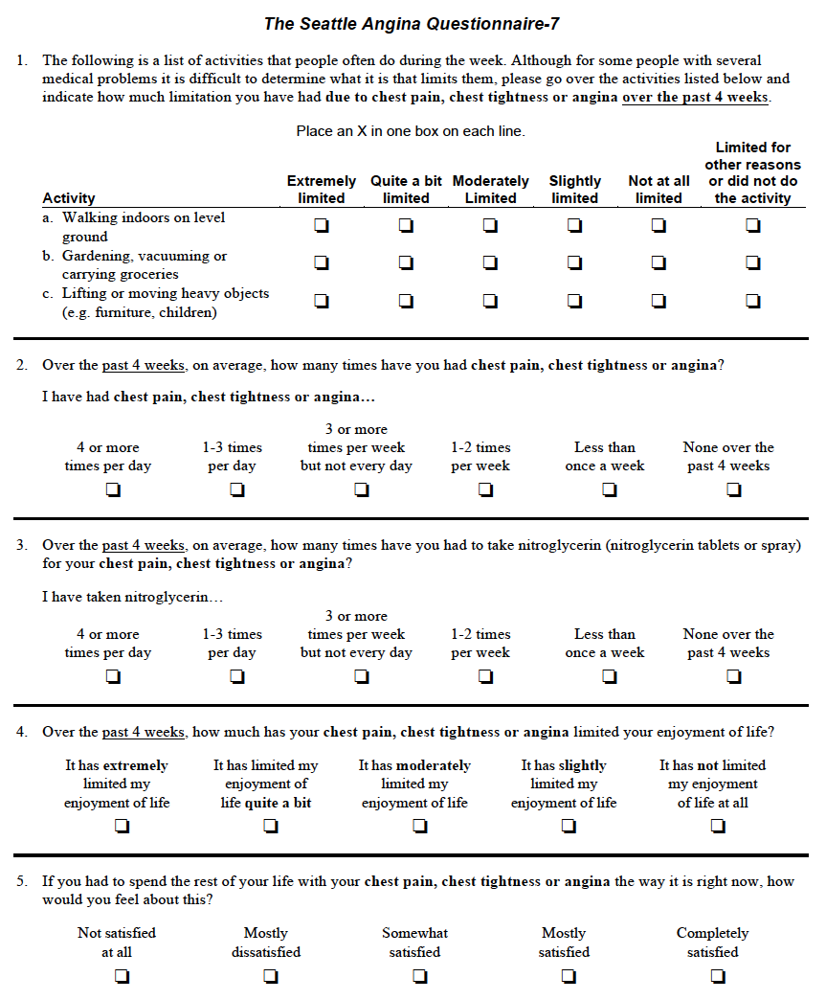 The Seattle Angina Questionnaire-7
1. The following is a list of activities that people often do during the week. Although for some people with several
medical problems it is difficult to determine what it is that limits them, please go over the activities listed below and
indicate how much limitation you have had due to chest pain, chest tightness or angina over the past 4 weeks.
Place an X in one box on each line.
Activity
Extremely
limited
Quite a bit
limited
Moderately
Limited
Slightly
limited
Not at all
limited
Limited for
other reasons
or did not do
the activity
a. Walking indoors on level
ground
b. Gardening, vacuuming or
carrying groceries
c. Lifting or moving heavy objects
(e.g. furniture, children)
2. Over the past 4 weeks, on average, how many times have you had chest pain, chest tightness or angina?
I have had chest pain, chest tightness or angina…
4 or more
times per day
1-3 times
per day
3 or more
times per week
but not every day
1-2 times
per week
Less than
once a week
None over the
past 4 weeks
3. Over the past 4 weeks, on average, how many times have you had to take nitroglycerin (nitroglycerin tablets or spray)
for your chest pain, chest tightness or angina?
I have taken nitroglycerin…
4 or more
times per day
1-3 times
per day
3 or more
times per week
but not every day
1-2 times
per week
Less than
once a week
None over the
past 4 weeks
4. Over the past 4 weeks, how much has your chest pain, chest tightness or angina limited your enjoyment of life?
It has extremely
limited my
enjoyment of life
It has limited my
enjoyment of
life quite a bit
It has moderately
limited my
enjoyment of life
It has slightly
limited my
enjoyment of life
It has not limited
my enjoyment
of life at all
5. If you had to spend the rest of your life with your chest pain, chest tightness or angina the way it is right now, how
would you feel about this?
Not satisfied
at all
Mostly
dissatisfied
Somewhat
satisfied
Mostly
satisfied
Completely
satisfied